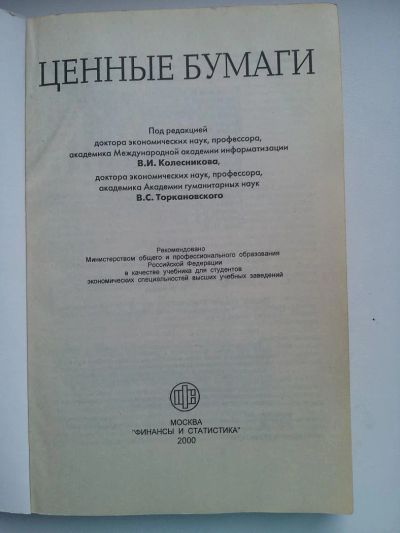 ЦЕННЫЕ БУМАГИ
Под редакцией
доктора экономических наук, профессора,
академика Международной академии информатизации
В.И. Колесникова,
доктора экономических наук, профессора,
академика Академии гуманитарных наук
В.С. Торкановского
Рекомендовано
Министерством общего и профессионального образования
Российской Федерации
в качестве учебника для студентов
экономических специальностей высших учебных заведений
МОСКВА
"ФИНАНСЫ И СТАТИСТИКА"
2000